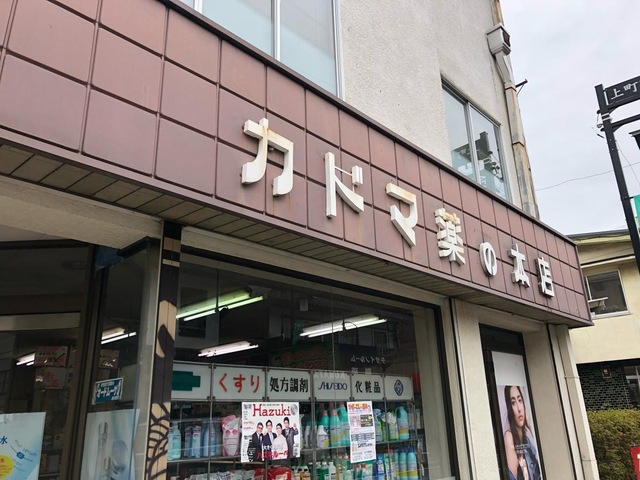 カドマ薬の本店
上町
くすり 処方調剤 SHISEIDO 化粧品
Hazuki
水